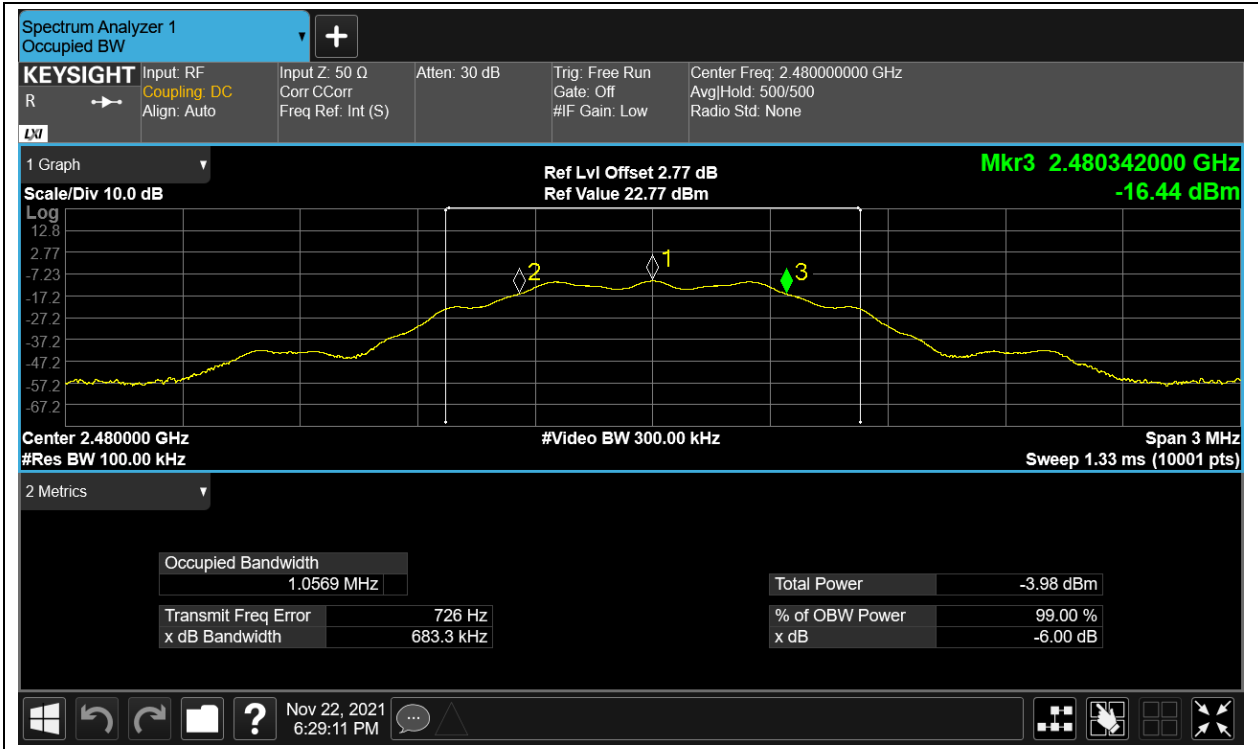 Spectrum Analyzer 1
Occupied BW
KEYSIGHT
R
LXI
Input: RF
Coupling: DC
Align: Auto
Input Z: 50 Ω
Corr CCorr
Freq Ref: Int (S)
Atten: 30 dB
Trig: Free Run
Gate: Off
#IF Gain: Low
Center Freq: 2.480000000 GHz
Avg|Hold: 500/500
Radio Std: None
1 Graph
Scale/Div 10.0 dB
Ref Lvl Offset 2.77 dB
Ref Value 22.77 dBm
Mkr3 2.480342000 GHz
-16.44 dBm
Log
12.8
2.77
-7.23
-17.2
-27.2
-37.2
-47.2
-57.2
-67.2
2
1
3
Center 2.480000 GHz
#Res BW 100.00 kHz
#Video BW 300.00 kHz
Span 3 MHz
Sweep 1.33 ms (10001 pts)
2 Metrics
Occupied Bandwidth
1.0569 MHz
Transmit Freq Error 726 Hz
x dB Bandwidth 683.3 kHz
Total Power -3.98 dBm
% of OBW Power 99.00 %
x dB -6.00 dB
?
Nov 22, 2021
6:29:11 PM